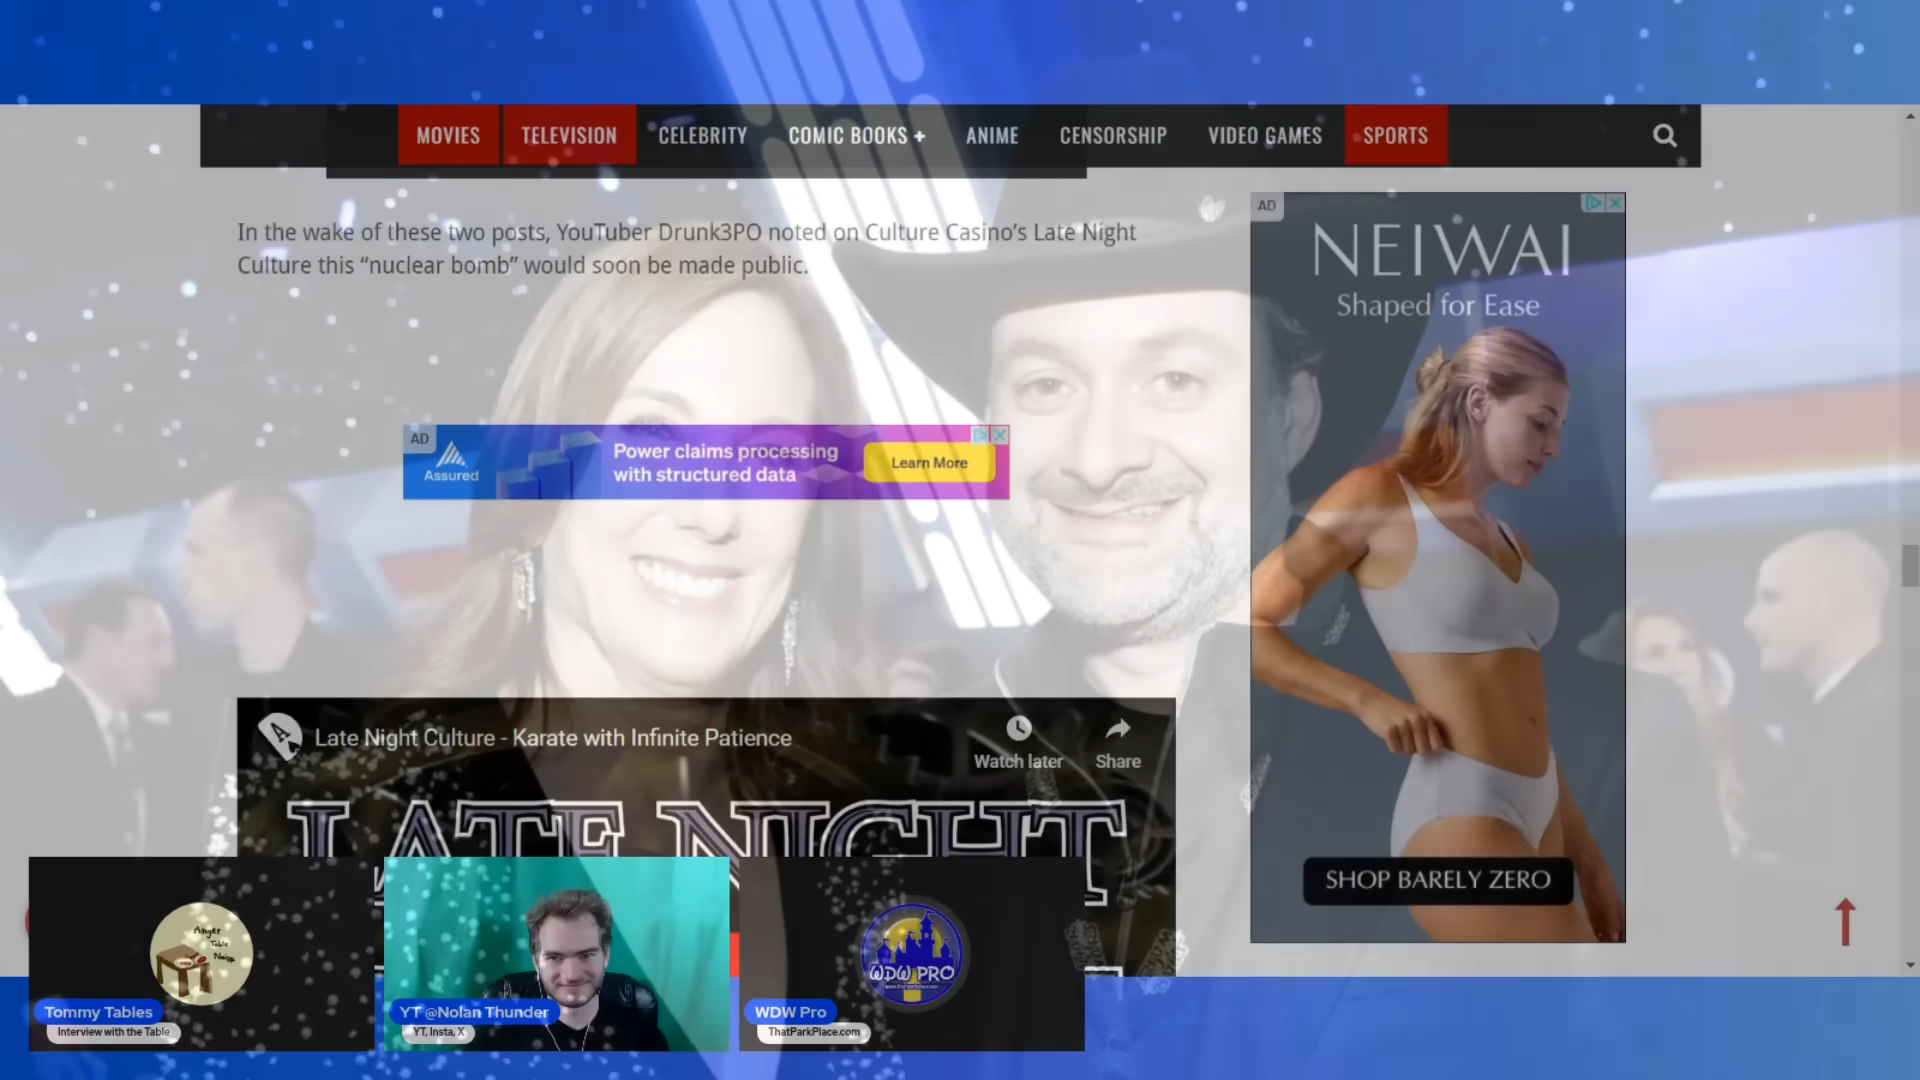 MOVIES TELEVISION CELEBRITY COMIC BOOKS + ANIME CENSORSHIP VIDEO GAMES SPORTS
In the wake of these two posts, YouTuber Drunk3PO noted on Culture Casino’s Late Night
Culture this “nuclear bomb” would soon be made public.
AD
NEIWAI
Shaped for Ease
SHOP BARELY ZERO
AD
Assured
Power claims processing
with structured data
Learn More
A
Late Night Culture - Karate with Infinite Patience
Watch later
Share
LATE NIGHT
Anger
Table
Noise
Tommy Tables
Interview with the Table
YT @Nolan Thunder
YT, Insta, X
WDW PRO
WDW Pro
ThatParkPlace.com